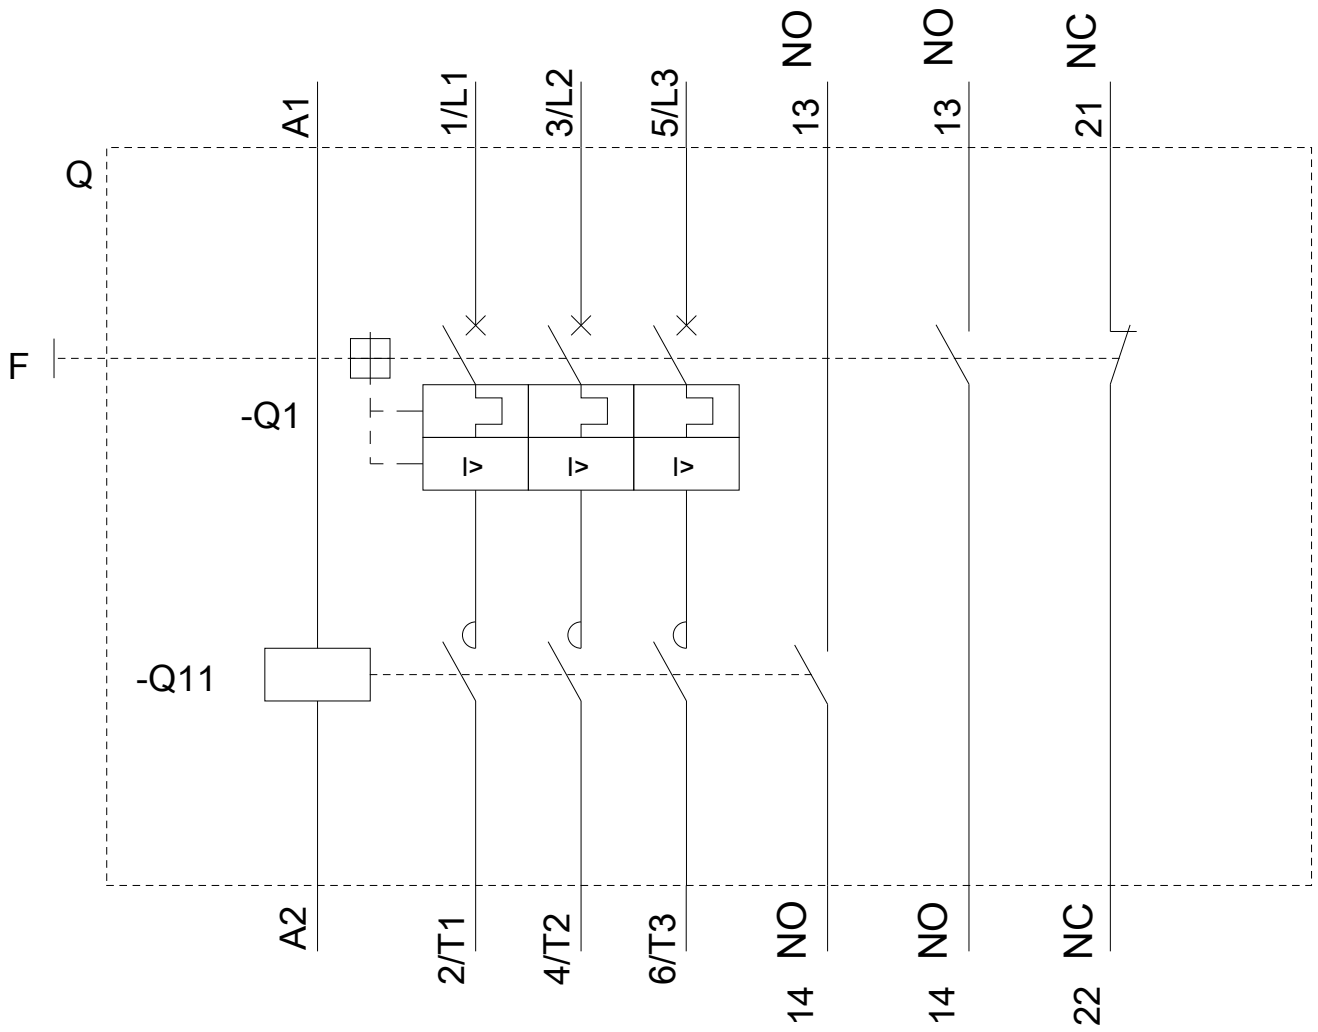 A1
1/L1
3/L2
5/L3
13 NO
13 NO
21 NC
Q
F
-Q1
I> I> I>
-Q11
A2
2/T1
4/T2
6/T3
14 NO
14 NO
22 NC